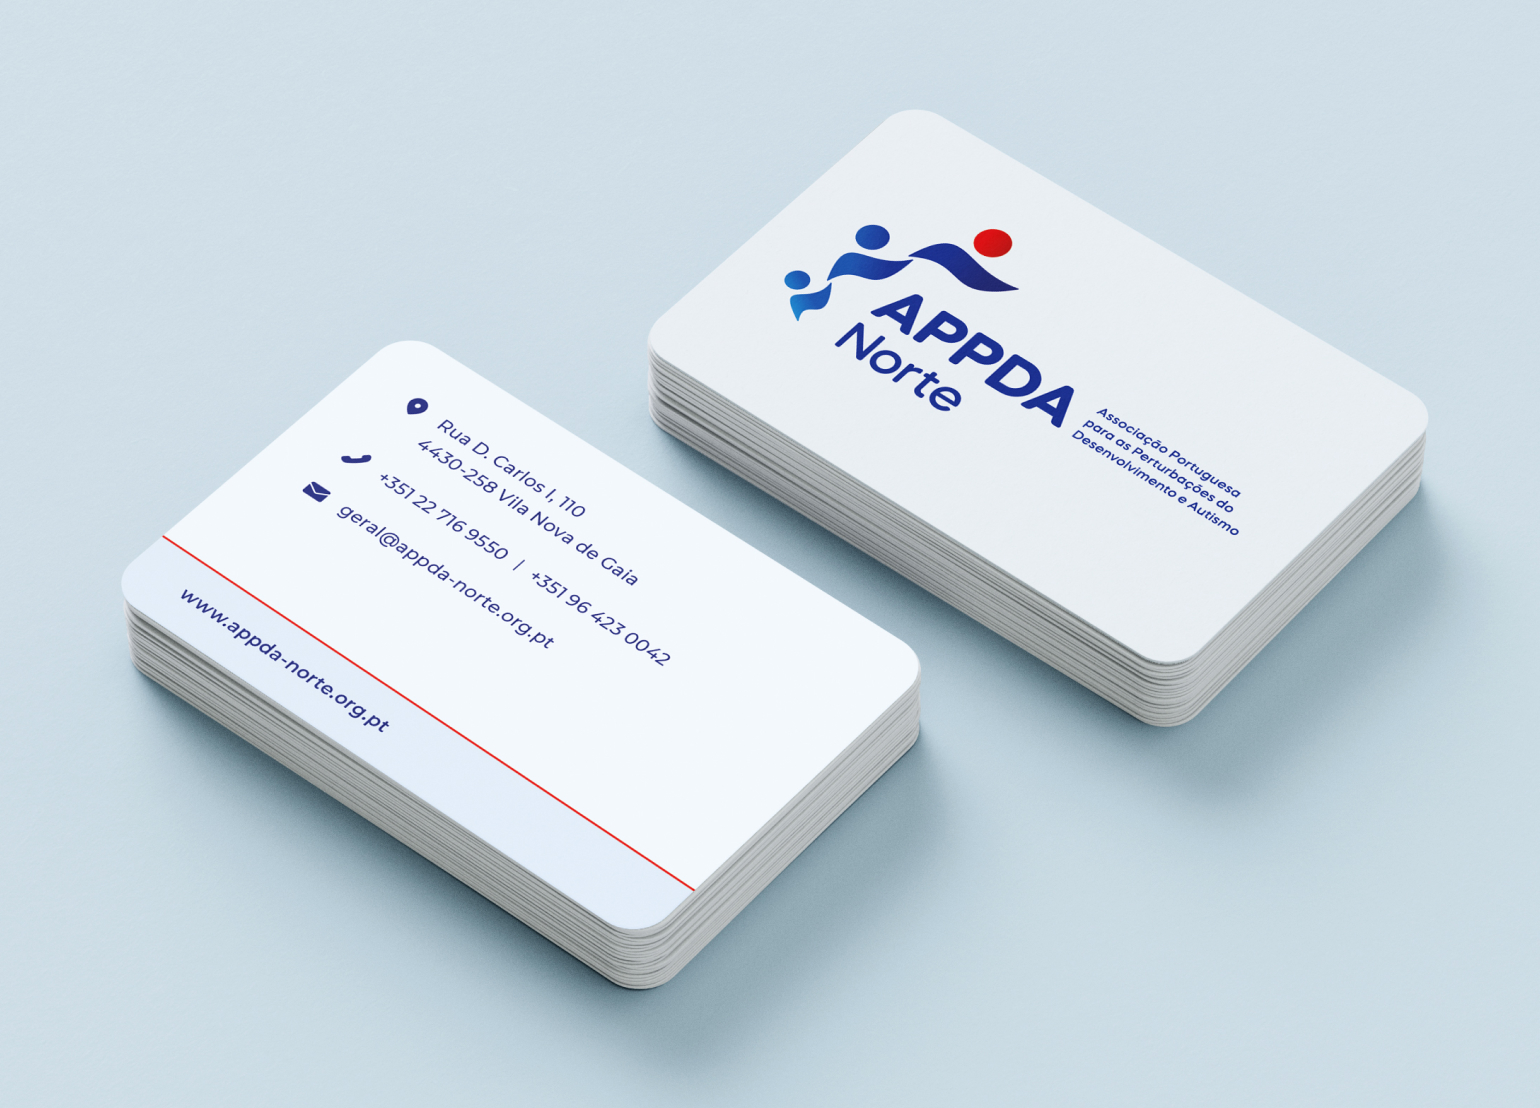 APPDA
Norte
Associação Portuguesa
para as Perturbações do
Desenvolvimento e Autismo
Rua D. Carlos I, 110
4430-258 Vila Nova de Gaia
+351 22 716 9550 | +351 96 423 0042
geral@appda-norte.org.pt
www.appda-norte.org.pt